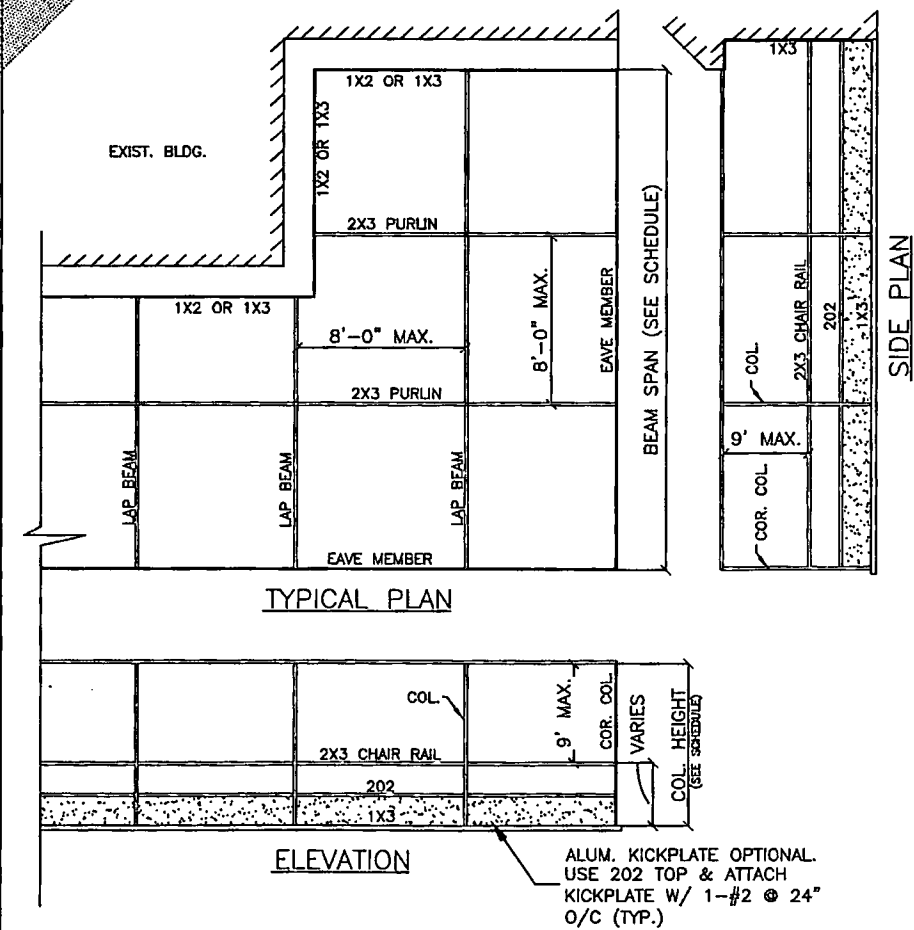 1X2 OR 1X3
1X2 OR 1X3
EXIST. BLDG.
2X3 PURLIN
1X2 OR 1X3
8'-0" MAX.
8'-0" MAX.
EAVE MEMBER
BEAM SPAN (SEE SCHEDULE)
2X3 PURLIN
LAP BEAM
LAP BEAM
LAP BEAM
EAVE MEMBER
TYPICAL PLAN
1X3
2X3 CHAIR RAIL
202
1X3
COL.
9' MAX.
COR. COL.
SIDE PLAN
COL.
9' MAX.
COR. COL.
VARIES
COL. HEIGHT
(SEE SCHEDULE)
2X3 CHAIR RAIL
202
1X3
ELEVATION
ALUM. KICKPLATE OPTIONAL.
USE 202 TOP & ATTACH
KICKPLATE W/ 1-#2 @ 24"
O/C (TYP.)